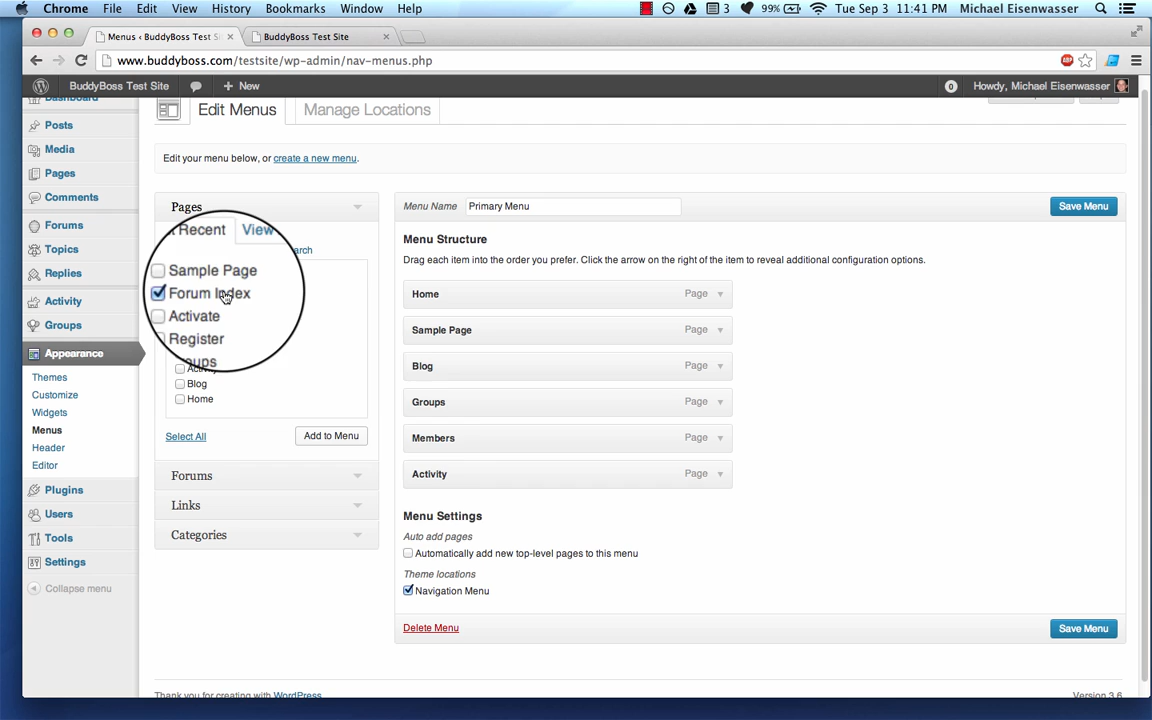 Chrome File Edit View History Bookmarks Window Help 3 99% Tue Sep 3 11:41 PM Michael Eisenwasser
Menus ‹ BuddyBoss Test Si BuddyBoss Test Site
www.buddyboss.com/testsite/wp-admin/nav-menus.php
BuddyBoss Test Site + New 0 Howdy, Michael Eisenwasser
Dashboard
Posts
Media
Pages
Comments
Forums
Topics
Replies
Activity
Groups
Appearance
Themes
Customize
Widgets
Menus
Header
Editor
Plugins
Users
Tools
Settings
Collapse menu
Edit Menus Manage Locations
Edit your menu below, or create a new menu.
Pages
Recent View
Sample Page
Forum Index
Activate
Register
Blog
Home
Select All Add to Menu
Forums
Links
Categories
Menu Name Primary Menu Save Menu
Menu Structure
Drag each item into the order you prefer. Click the arrow on the right of the item to reveal additional configuration options.
Home Page
Sample Page Page
Blog Page
Groups Page
Members Page
Activity Page
Menu Settings
Auto add pages
Automatically add new top-level pages to this menu
Theme locations
Navigation Menu
Delete Menu Save Menu
Thank you for creating with WordPress Version 3.6